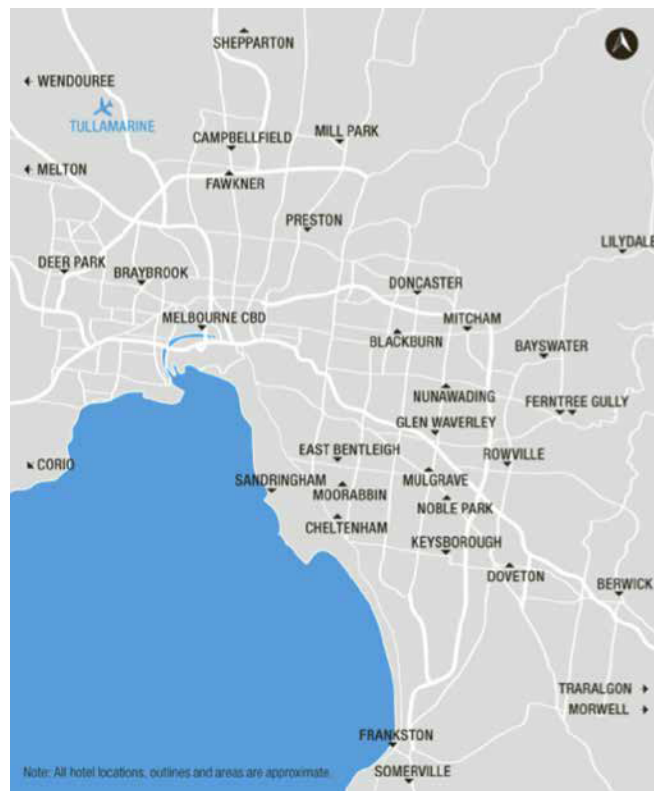 SHEPPARTON
WENDOUREE
TULLAMARINE
CAMPBELLFIELD
MILL PARK
MELTON
FAWKNER
PRESTON
LILYDALE
DEER PARK
BRAYBROOK
DONCASTER
MELBOURNE CBD
MITCHAM
BLACKBURN
BAYSWATER
NUNAWADING
FERNTREE GULLY
GLEN WAVERLEY
EAST BENTLEIGH
ROWVILLE
CORIO
SANDRINGHAM
MULGRAVE
MOORABBIN
NOBLE PARK
CHELTENHAM
KEYSBOROUGH
DOVETON
BERWICK
TRARALGON
MORWELL
FRANKSTON
Note: All hotel locations, outlines and areas are approximate.
SOMERVILLE